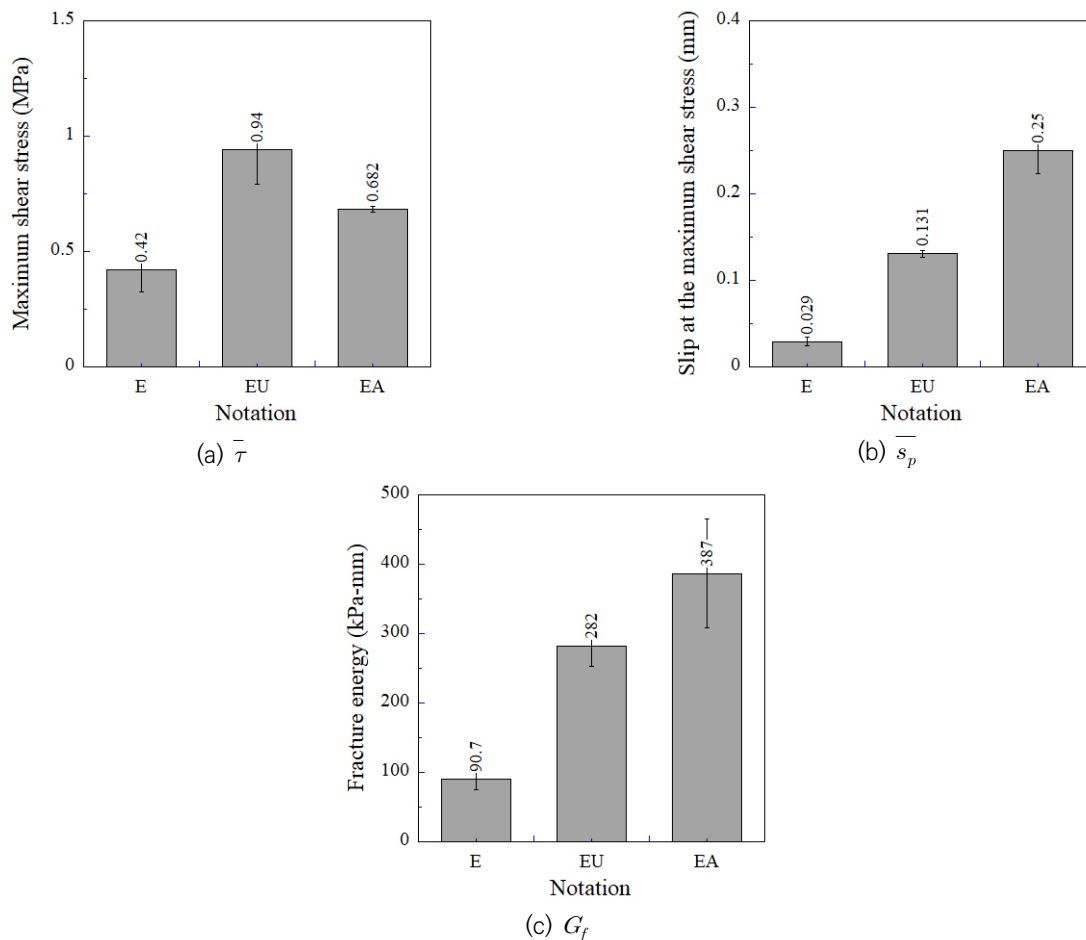 Maximum shear stress (MPa)
1.5
1
0.5
0
0.42
0.94
0.682
E EU EA
Notation
(a) τ̄
Slip at the maximum shear stress (mm)
0.4
0.3
0.2
0.1
0
0.029
0.131
0.25
E EU EA
Notation
(b) s̅ₚ
Fracture energy (kPa-mm)
500
400
300
200
100
0
90.7
282
387
E EU EA
Notation
(c) G_f